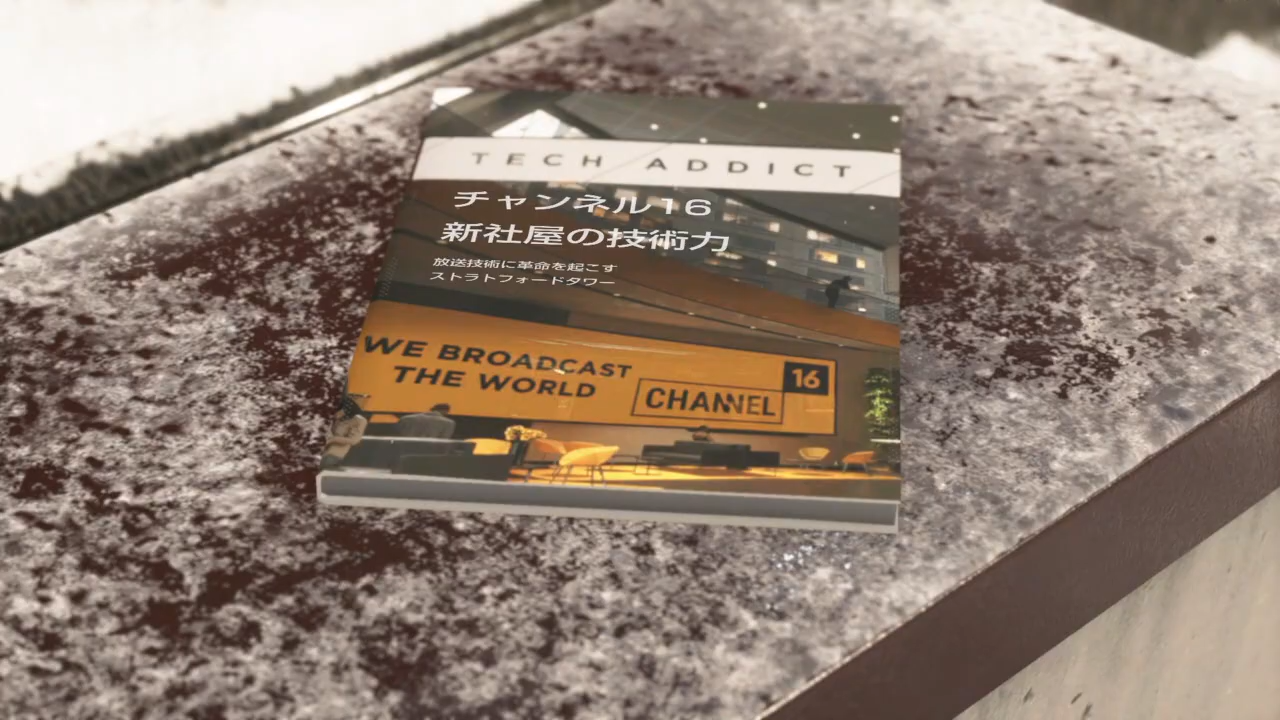 TECH ADDICT
チャンネル16
新社屋の技術力
放送技術に革命を起こす
ストラトフォードタワー
WE BROADCAST
THE WORLD
16
CHANNEL